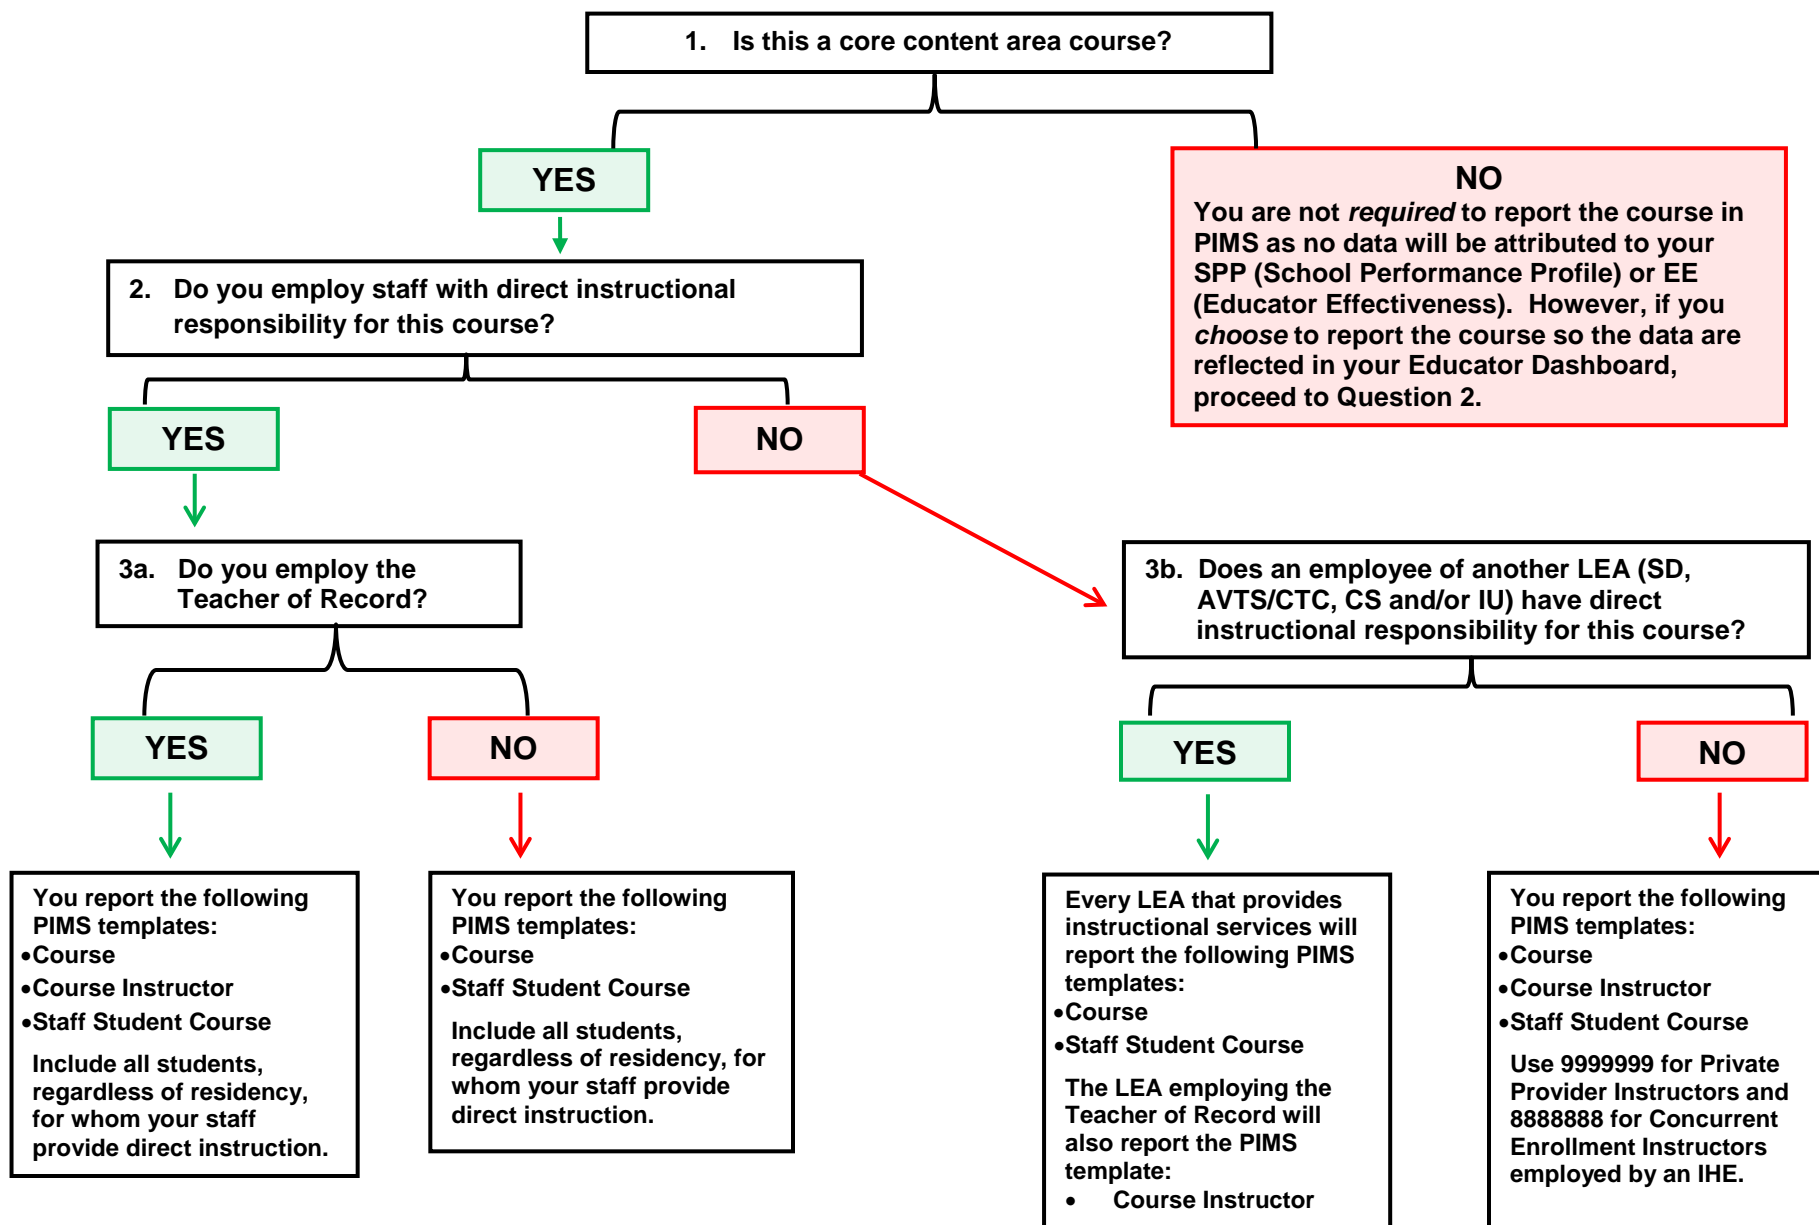 1. Is this a core content area course?
YES
NO
You are not required to report the course in
PIMS as no data will be attributed to your
SPP (School Performance Profile) or EE
(Educator Effectiveness). However, if you
choose to report the course so the data are
reflected in your Educator Dashboard,
proceed to Question 2.
2. Do you employ staff with direct instructional
responsibility for this course?
YES
NO
3a. Do you employ the
Teacher of Record?
3b. Does an employee of another LEA (SD,
AVTS/CTC, CS and/or IU) have direct
instructional responsibility for this course?
YES
NO
YES
NO
You report the following
PIMS templates:
•Course
•Course Instructor
•Staff Student Course
Include all students,
regardless of residency,
for whom your staff
provide direct instruction.
You report the following
PIMS templates:
•Course
•Staff Student Course
Include all students,
regardless of residency, for
whom your staff provide
direct instruction.
Every LEA that provides
instructional services will
report the following PIMS
templates:
•Course
•Staff Student Course
The LEA employing the
Teacher of Record will
also report the PIMS
template:
• Course Instructor
You report the following
PIMS templates:
•Course
•Course Instructor
•Staff Student Course
Use 9999999 for Private
Provider Instructors and
8888888 for Concurrent
Enrollment Instructors
employed by an IHE.